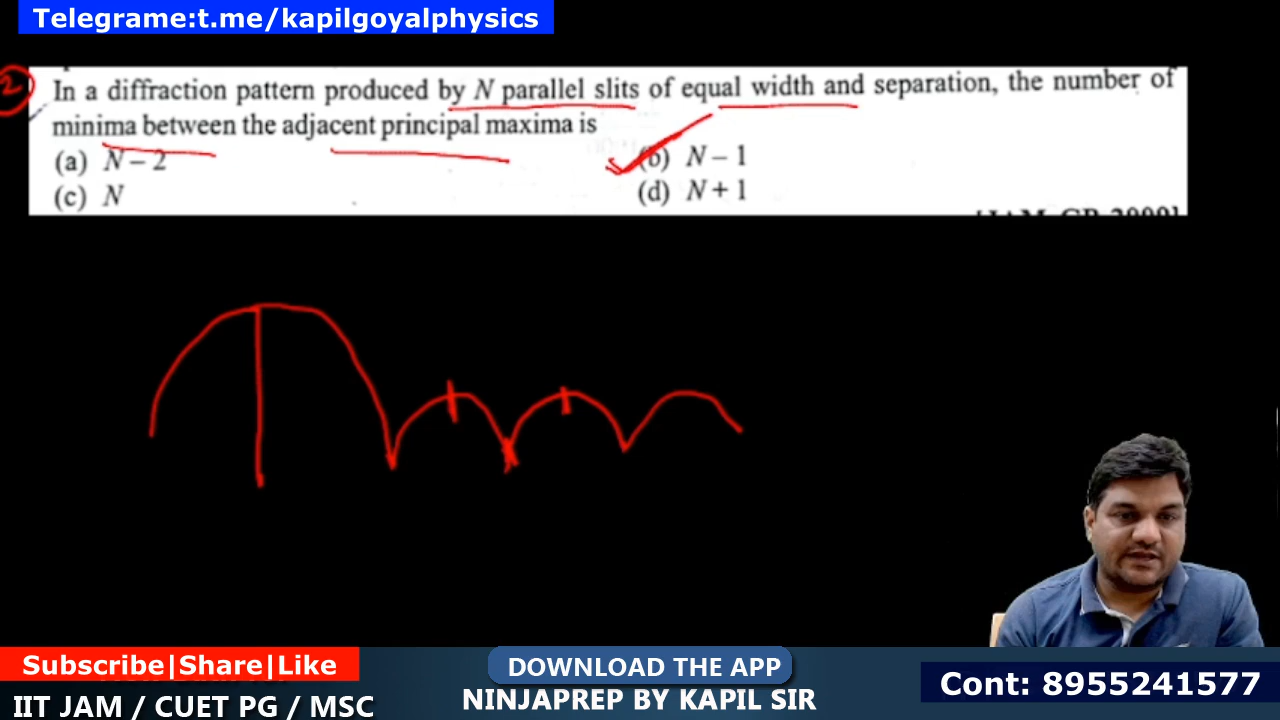 Telegrame:t.me/kapilgoyalphysics
2
In a diffraction pattern produced by N parallel slits of equal width and separation, the number of
minima between the adjacent principal maxima is
(a) N – 2
(b) N – 1
(c) N
(d) N + 1
Subscribe|Share|Like
DOWNLOAD THE APP
Cont: 8955241577
IIT JAM / CUET PG / MSC
NINJAPREP BY KAPIL SIR